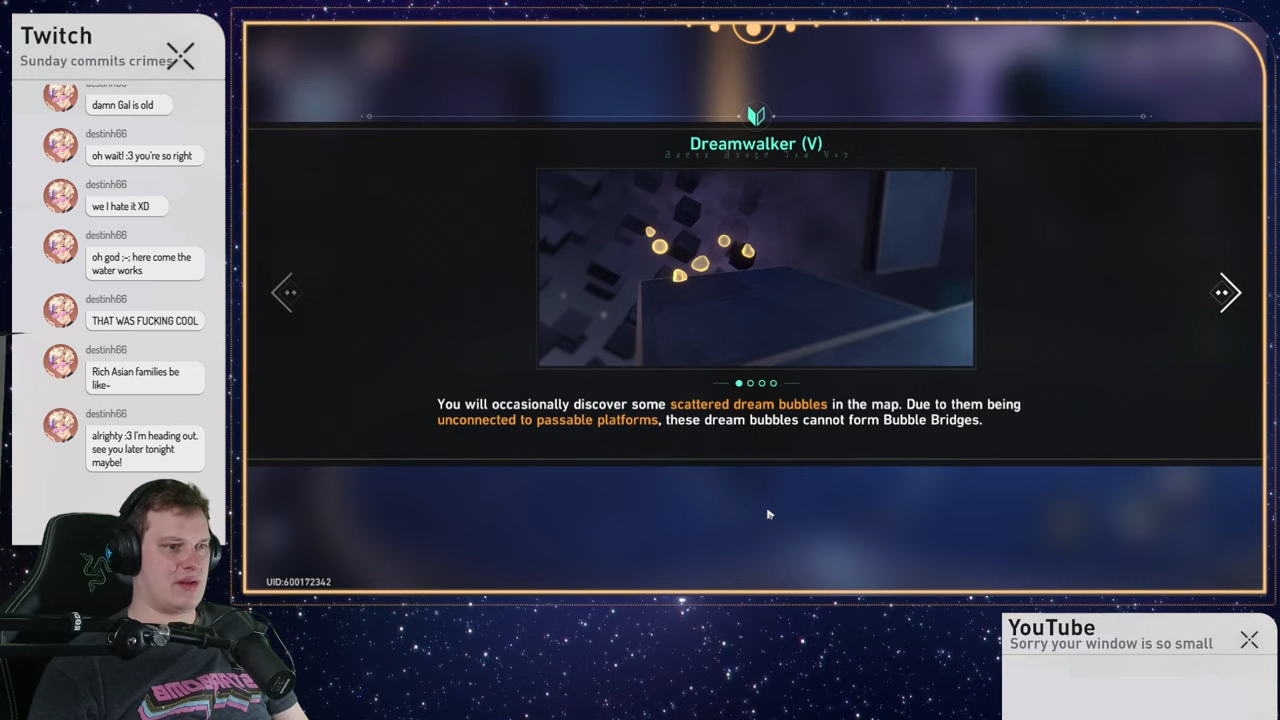 Twitch
Sunday commits crimes
destinh66
damn Gal is old
destinh66
oh wait! :3 you're so right
destinh66
we I hate it XD
destinh66
oh god ;-; here come the
water works
destinh66
THAT WAS FUCKING COOL
destinh66
Rich Asian families be
like-
destinh66
alrighty :3 I'm heading out.
see you later tonight
maybe!
Dreamwalker (V)
You will occasionally discover some scattered dream bubbles in the map. Due to them being
unconnected to passable platforms, these dream bubbles cannot form Bubble Bridges.
UID:600172342
YouTube
Sorry your window is so small